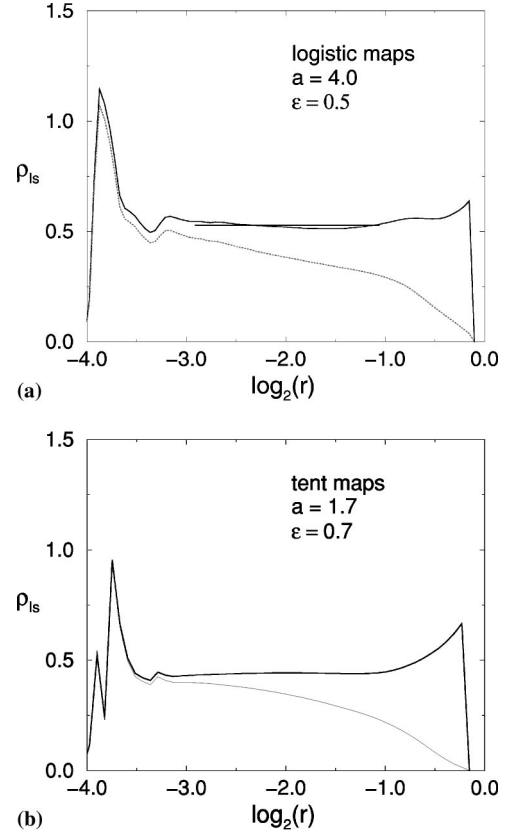 1.5
logistic maps
a = 4.0
ε = 0.5
1.0
ρls
0.5
0.0
−4.0 −3.0 −2.0 −1.0 0.0
(a)
log2(r)
1.5
tent maps
a = 1.7
ε = 0.7
1.0
ρls
0.5
0.0
−4.0 −3.0 −2.0 −1.0 0.0
(b)
log2(r)